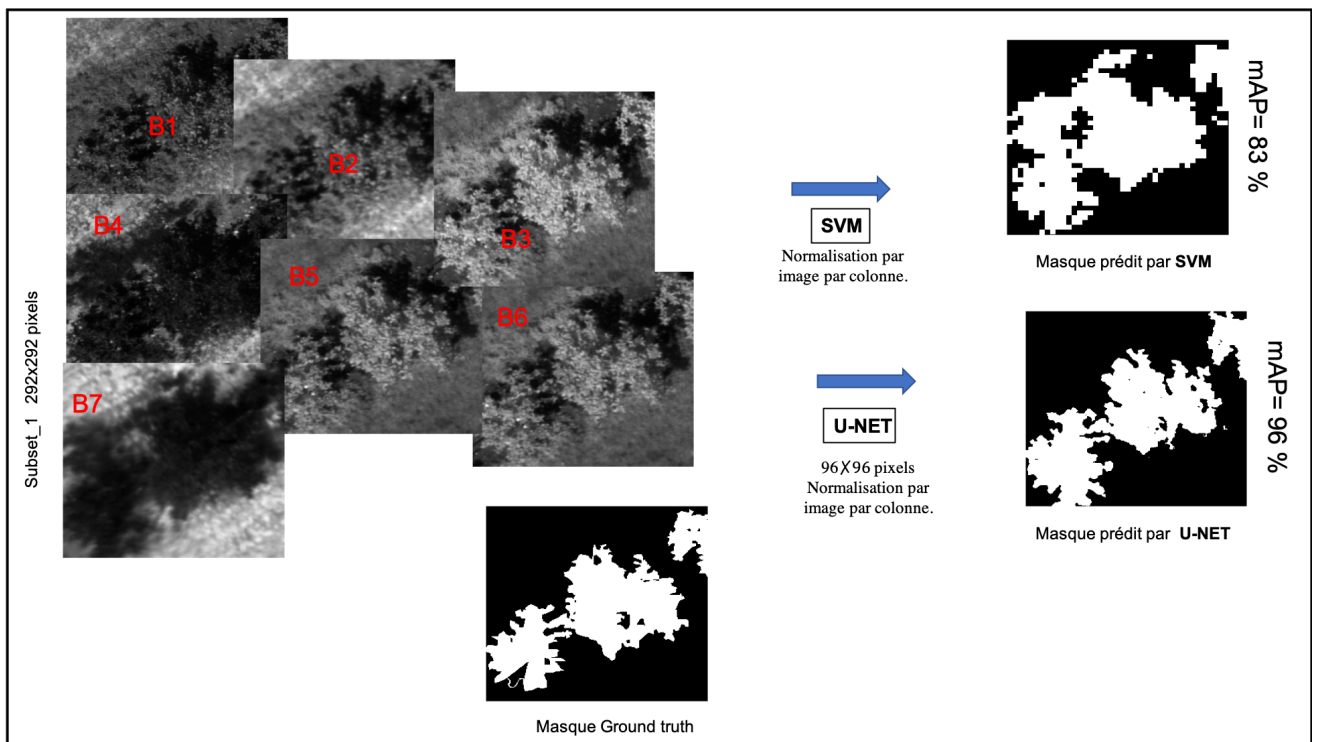 Subset_1 292x292 pixels
B1
B2
B3
B4
B5
B6
B7
SVM
Normalisation par
image par colonne.
mAP= 83 %
Masque prédit par SVM
U-NET
96X96 pixels
Normalisation par
image par colonne.
mAP= 96 %
Masque prédit par U-NET
Masque Ground truth